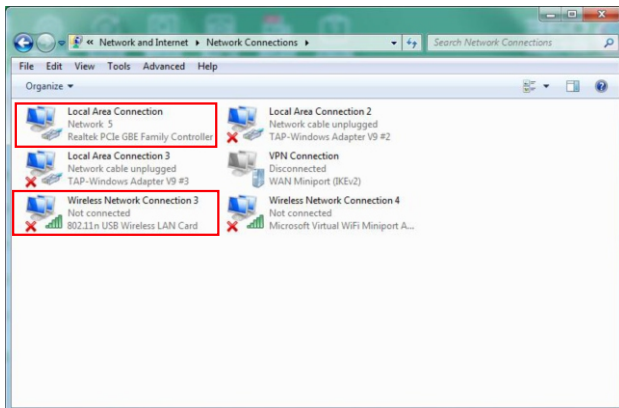 « Network and Internet ▸ Network Connections ▸
Search Network Connections
File Edit View Tools Advanced Help
Organize
Local Area Connection
Network 5
Realtek PCIe GBE Family Controller
Local Area Connection 2
Network cable unplugged
TAP-Windows Adapter V9 #2
Local Area Connection 3
Network cable unplugged
TAP-Windows Adapter V9 #3
VPN Connection
Disconnected
WAN Miniport (IKEv2)
Wireless Network Connection 3
Not connected
802.11n USB Wireless LAN Card
Wireless Network Connection 4
Not connected
Microsoft Virtual WiFi Miniport A...